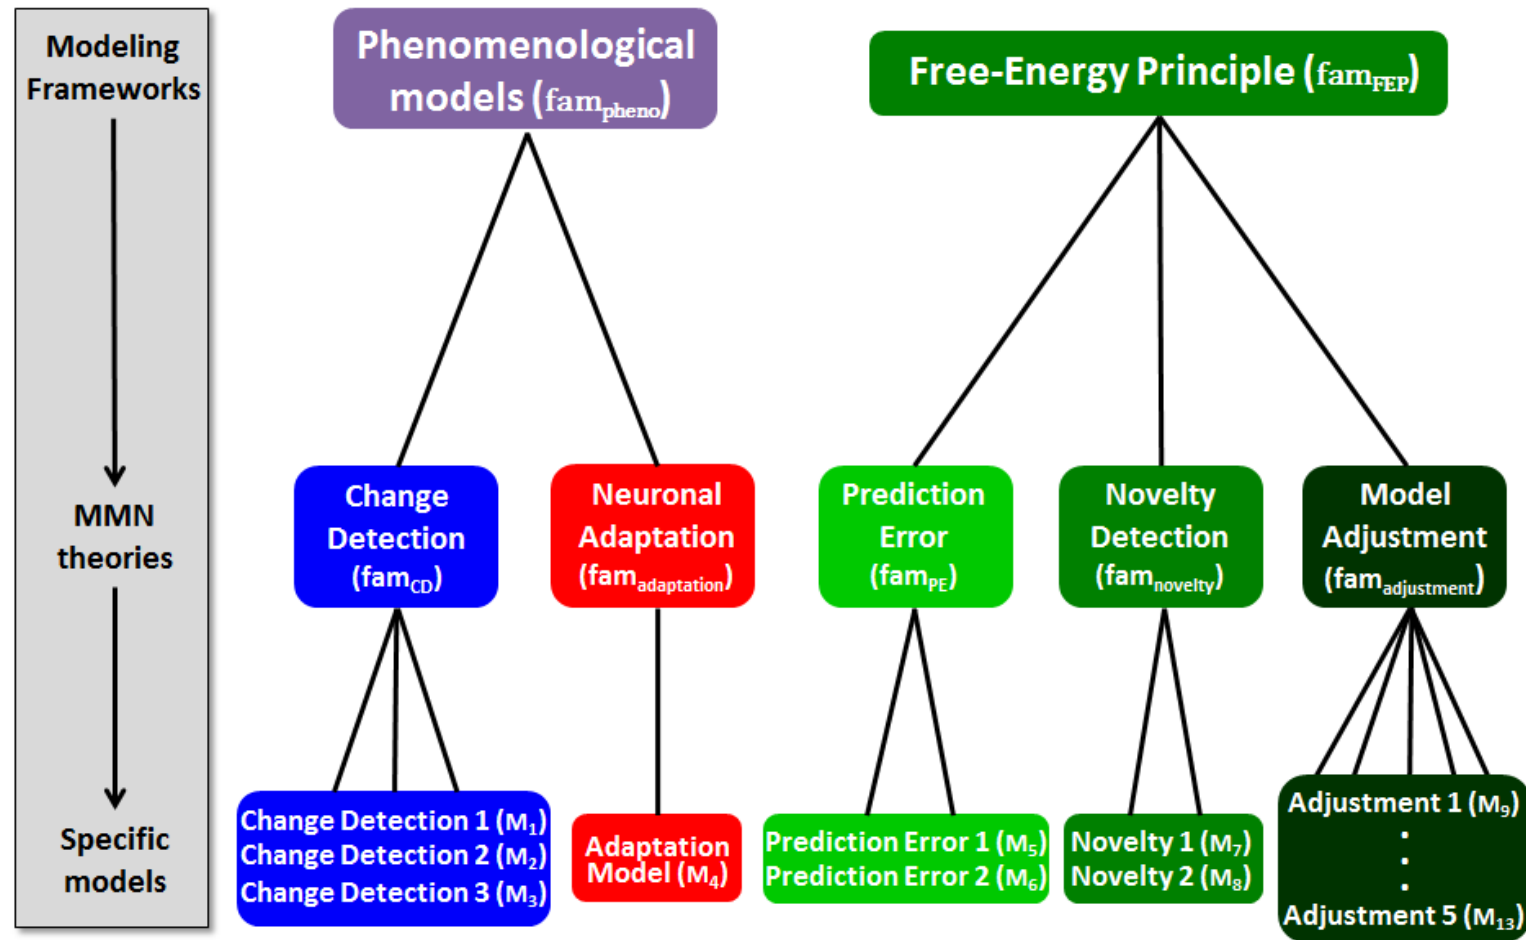 Modeling
Frameworks
MMN
theories
Specific
models
Phenomenological
models (fam_pheno)
Free-Energy Principle (fam_FEP)
Change
Detection
(fam_CD)
Neuronal
Adaptation
(fam_adaptation)
Prediction
Error
(fam_PE)
Novelty
Detection
(fam_novelty)
Model
Adjustment
(fam_adjustment)
Change Detection 1 (M₁)
Change Detection 2 (M₂)
Change Detection 3 (M₃)
Adaptation
Model (M₄)
Prediction Error 1 (M₅)
Prediction Error 2 (M₆)
Novelty 1 (M₇)
Novelty 2 (M₈)
Adjustment 1 (M₉)
.
.
.
Adjustment 5 (M₁₃)